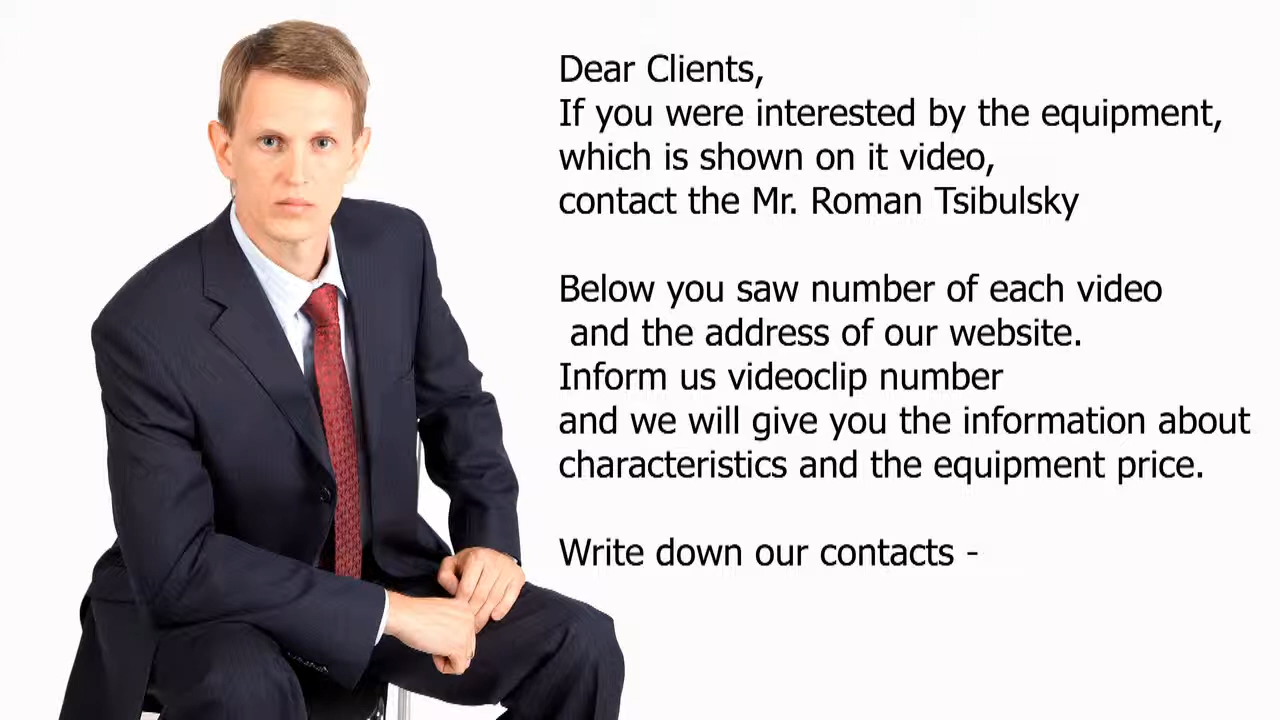 Dear Clients,
If you were interested by the equipment,
which is shown on it video,
contact the Mr. Roman Tsibulsky
Below you saw number of each video
and the address of our website.
Inform us videoclip number
and we will give you the information about
characteristics and the equipment price.
Write down our contacts -